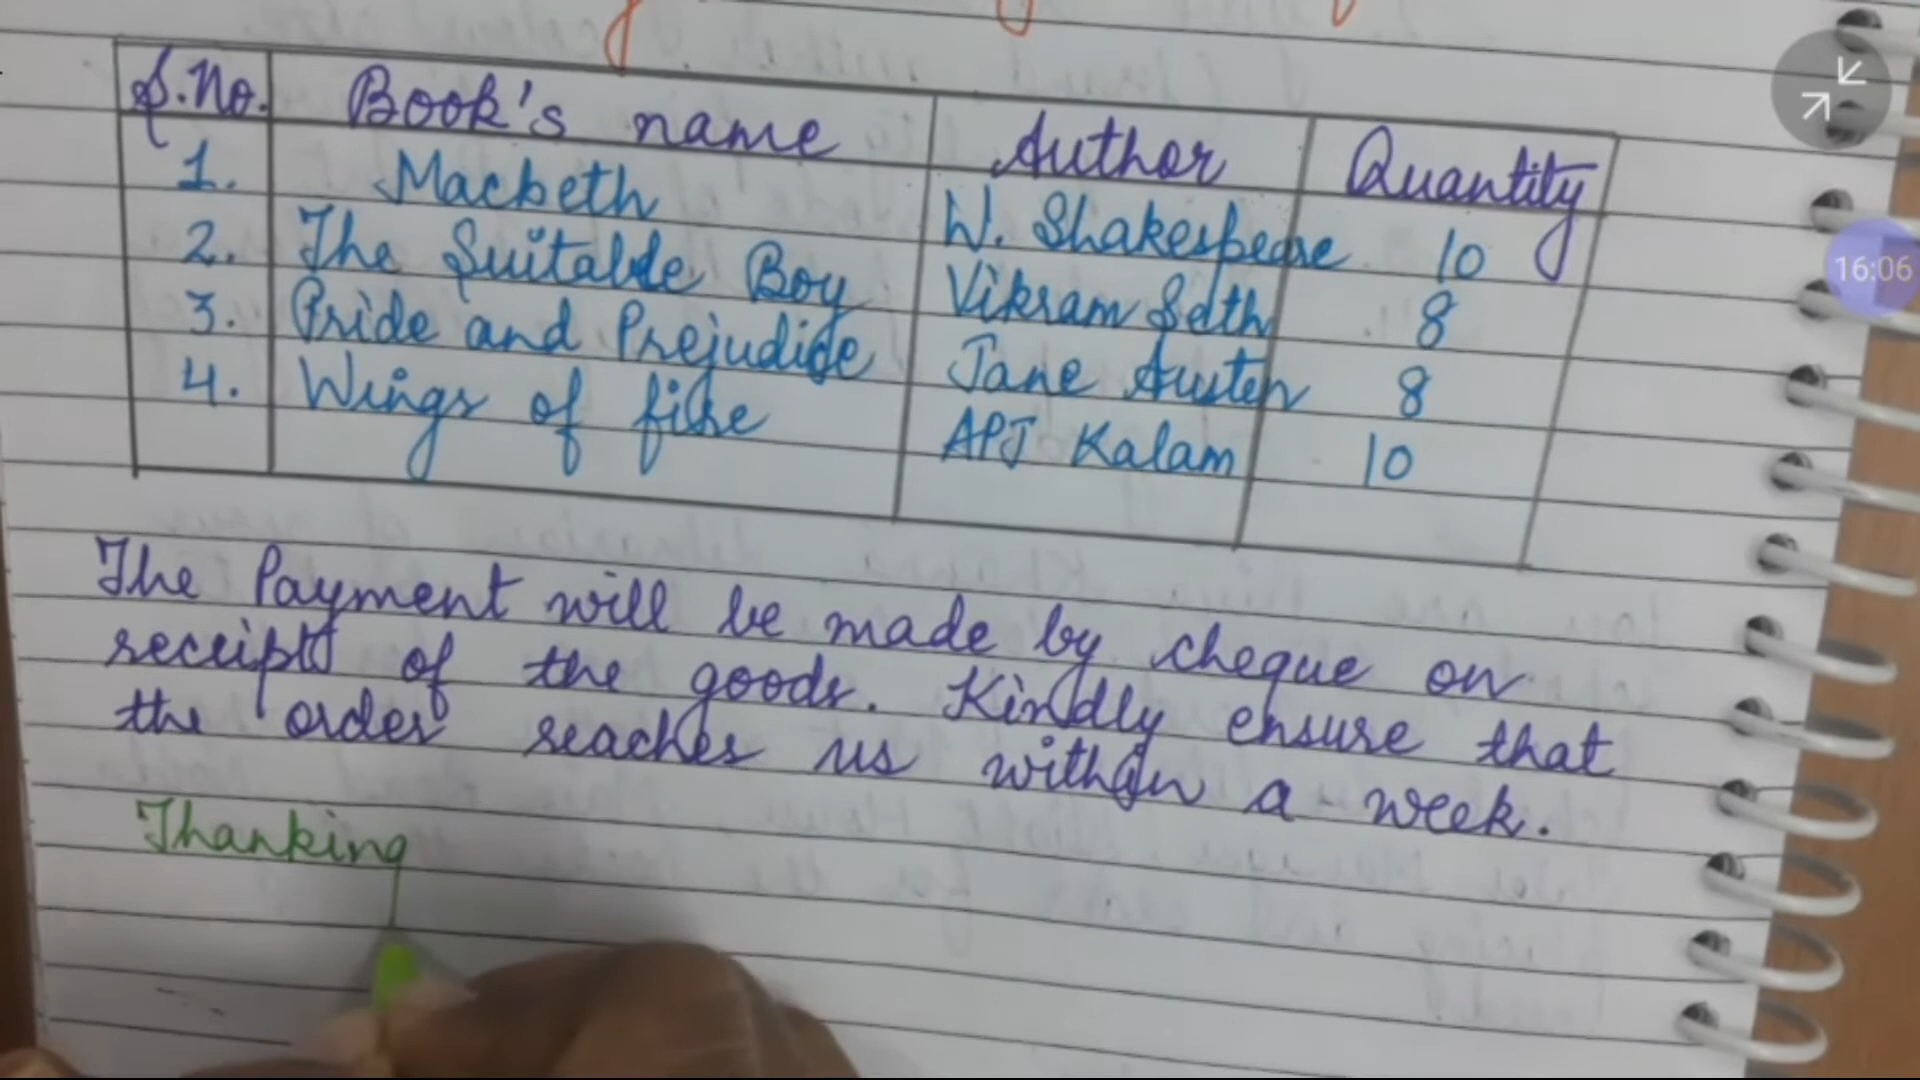 S.No. Book's name Author Quantity
1. Macbeth W. Shakespeare 10
2. The Suitable Boy Vikram Seth 8
3. Pride and Prejudice Jane Austen 8
4. Wings of fire APJ Kalam 10
The Payment will be made by cheque on
receipt of the goods. Kindly ensure that
the order reaches us within a week.
Thanking
16:06